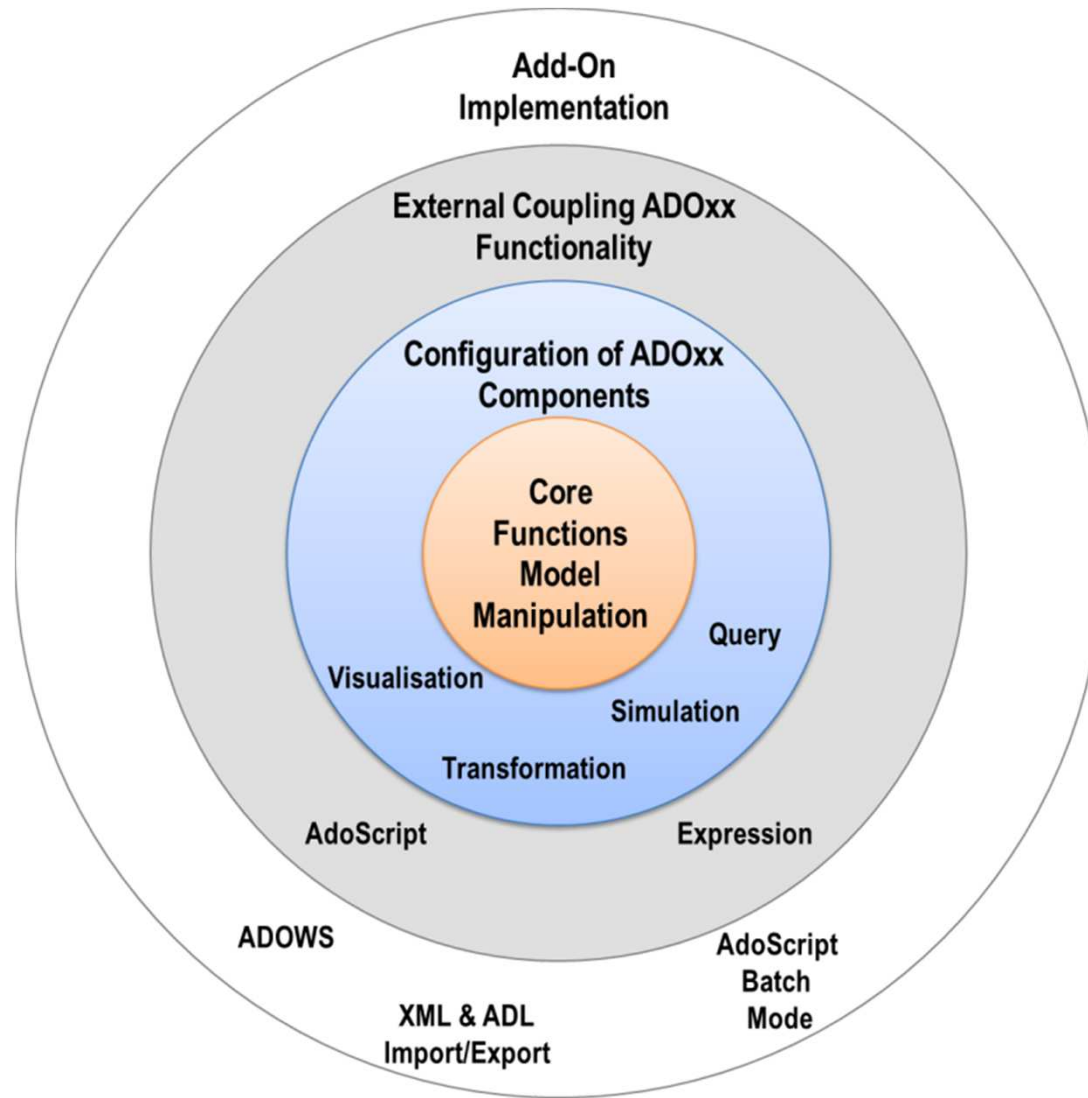 Add-On
Implementation
External Coupling ADOxx
Functionality
Configuration of ADOxx
Components
Core
Functions
Model
Manipulation
Query
Visualisation
Simulation
Transformation
AdoScript
Expression
ADOWS
AdoScript
Batch
Mode
XML & ADL
Import/Export